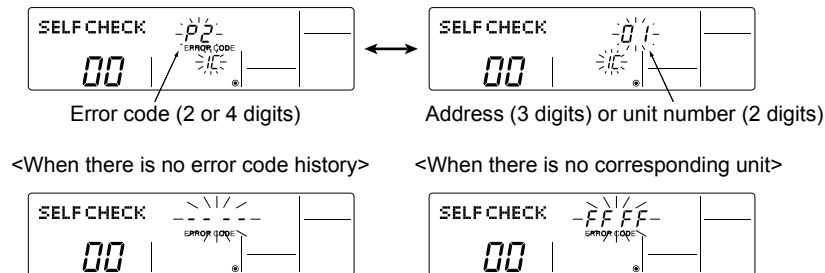 SELF CHECK P2 SELF CHECK 01
ERROR CODE
1C 1C
00 00
Error code (2 or 4 digits) Address (3 digits) or unit number (2 digits)
<When there is no error code history> <When there is no corresponding unit>
SELF CHECK -- -- SELF CHECK FFFF
ERROR CODE ERROR CODE
00 00